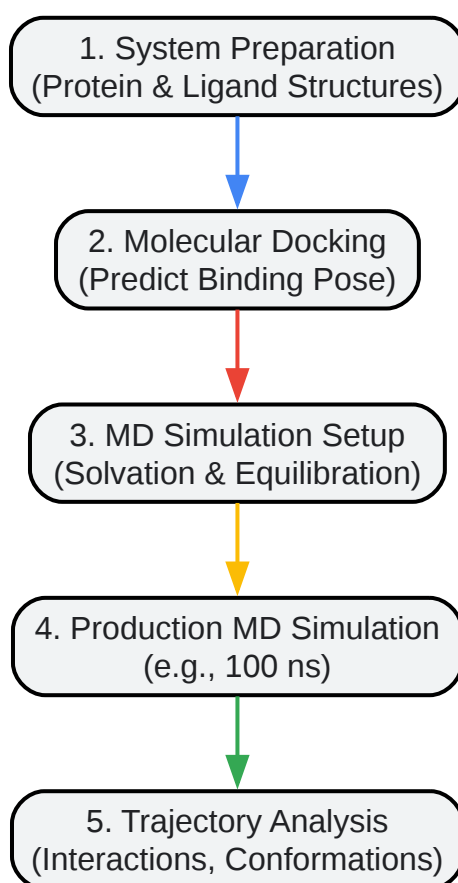 1. System Preparation
(Protein & Ligand Structures)
2. Molecular Docking
(Predict Binding Pose)
3. MD Simulation Setup
(Solvation & Equilibration)
4. Production MD Simulation
(e.g., 100 ns)
5. Trajectory Analysis
(Interactions, Conformations)